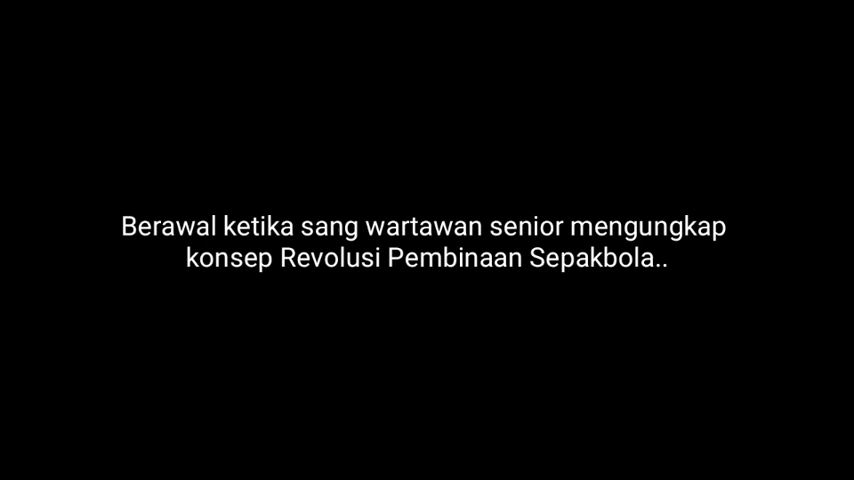 Berawal ketika sang wartawan senior mengungkap
konsep Revolusi Pembinaan Sepakbola..